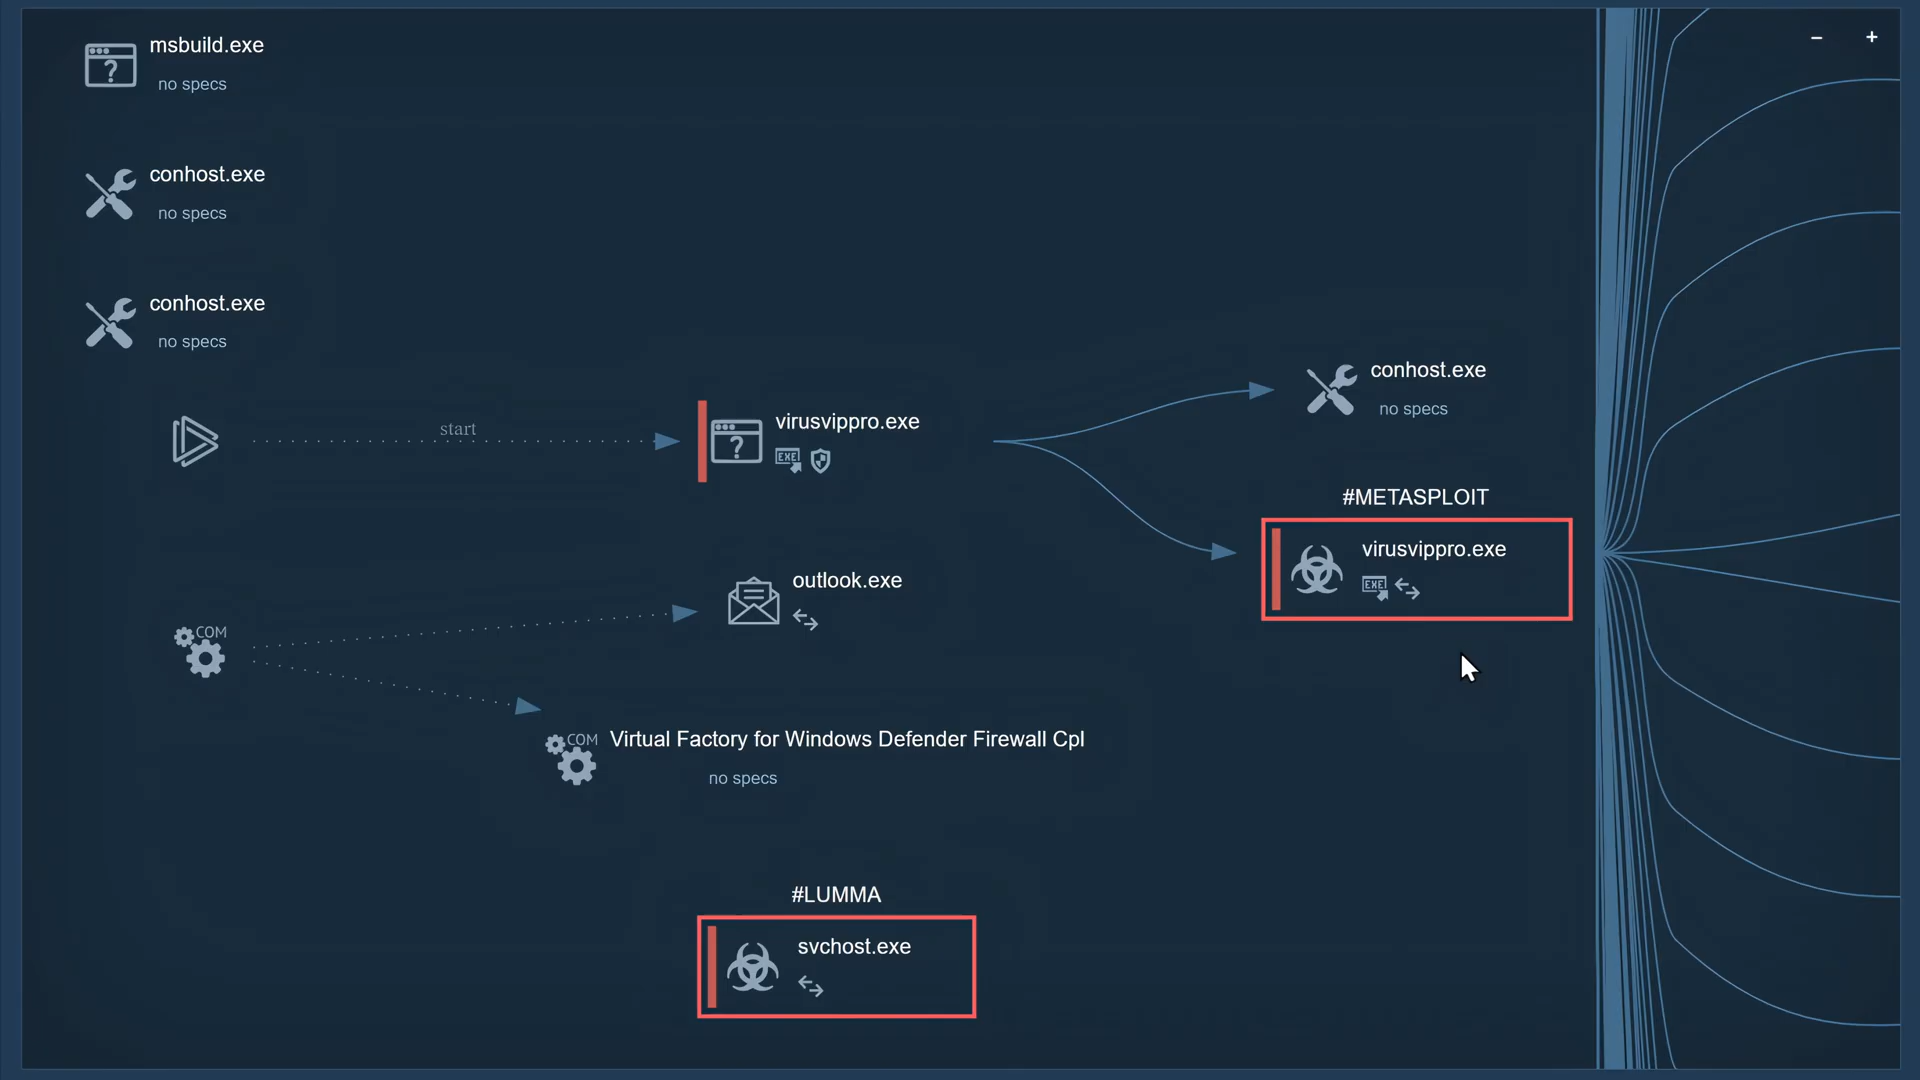 msbuild.exe
no specs
conhost.exe
no specs
conhost.exe
no specs
start
virusvippro.exe
EXE
conhost.exe
no specs
#METASPLOIT
virusvippro.exe
EXE
outlook.exe
COM
COM
Virtual Factory for Windows Defender Firewall Cpl
no specs
#LUMMA
svchost.exe